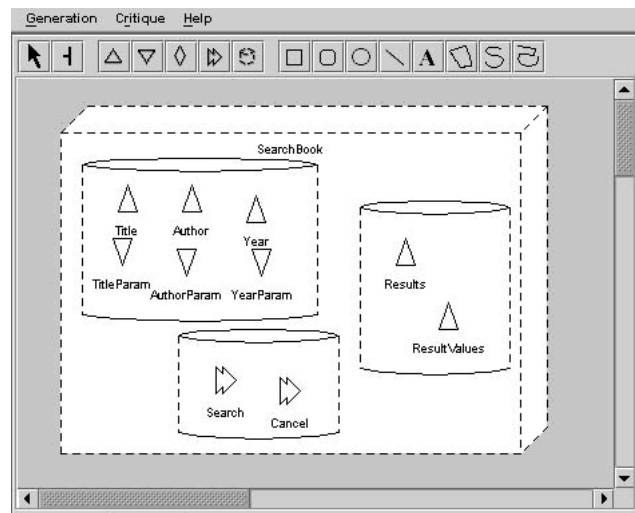 Generation Critique Help
A
SearchBook
Title Author Year
TitleParam AuthorParam YearParam
Results
ResultValues
Search Cancel